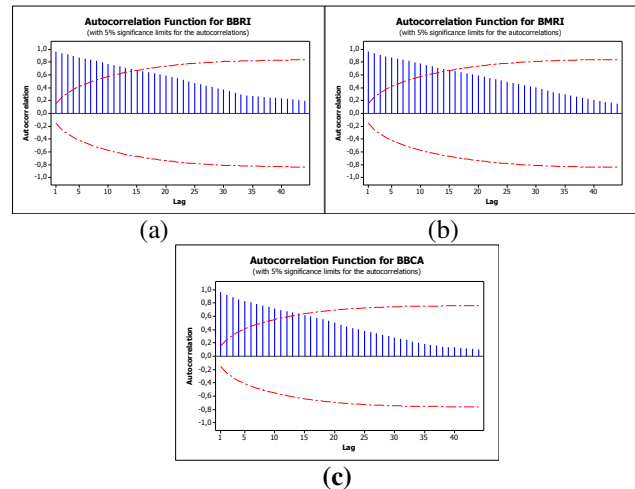 Autocorrelation Function for BBRI
(with 5% significance limits for the autocorrelations)
Autocorrelation
1,0
0,8
0,6
0,4
0,2
0,0
-0,2
-0,4
-0,6
-0,8
-1,0
1 5 10 15 20 25 30 35 40
Lag
(a)
Autocorrelation Function for BMRI
(with 5% significance limits for the autocorrelations)
Autocorrelation
1,0
0,8
0,6
0,4
0,2
0,0
-0,2
-0,4
-0,6
-0,8
-1,0
1 5 10 15 20 25 30 35 40
Lag
(b)
Autocorrelation Function for BBCA
(with 5% significance limits for the autocorrelations)
Autocorrelation
1,0
0,8
0,6
0,4
0,2
0,0
-0,2
-0,4
-0,6
-0,8
-1,0
1 5 10 15 20 25 30 35 40
Lag
(c)